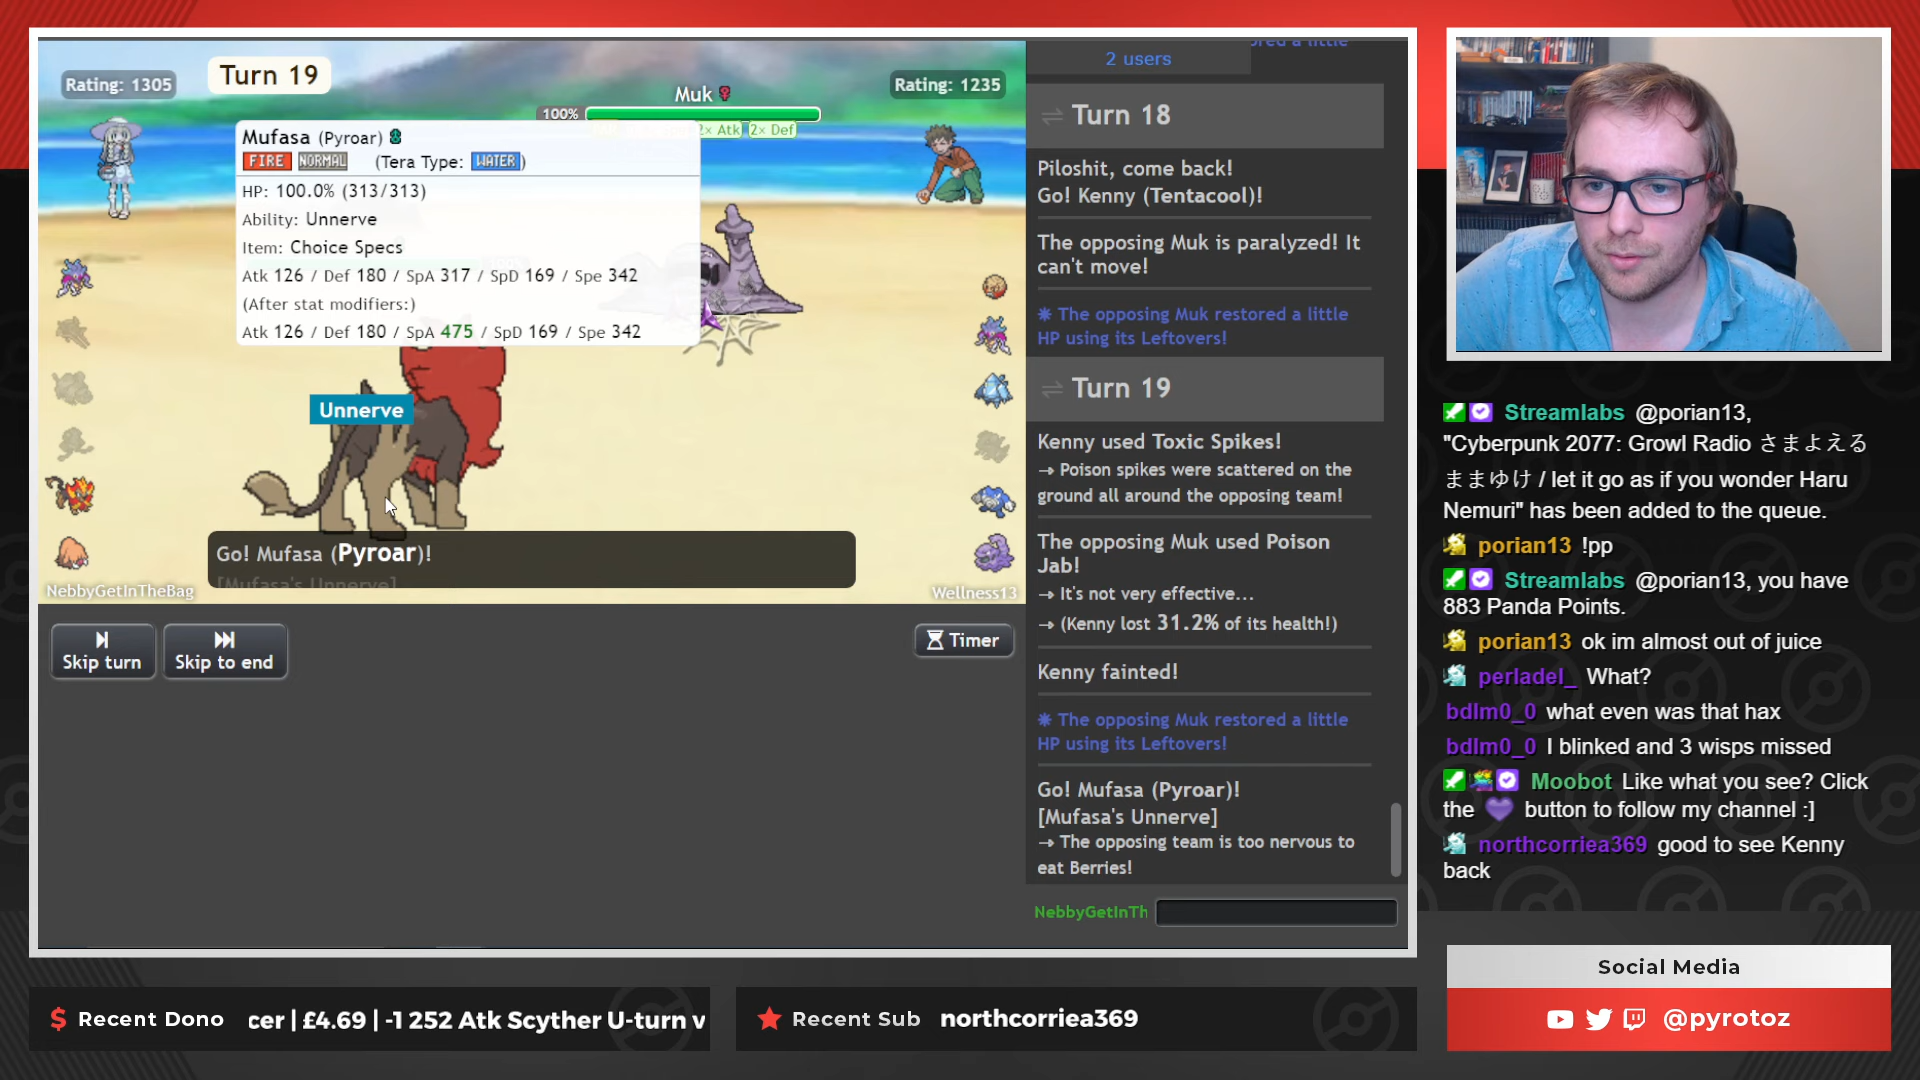 Rating: 1305
Turn 19
Muk
Rating: 1235
100%
2× Atk 2× Def
Mufasa (Pyroar)
FIRE NORMAL (Tera Type: WATER)
HP: 100.0% (313/313)
Ability: Unnerve
Item: Choice Specs
Atk 126 / Def 180 / SpA 317 / SpD 169 / Spe 342
(After stat modifiers:)
Atk 126 / Def 180 / SpA 475 / SpD 169 / Spe 342
Unnerve
Go! Mufasa (Pyroar)!
[Mufasa's Unnerve]
NebbyGetInTheBag
Wellness13
Skip turn
Skip to end
Timer
2 users
Turn 18
Piloshit, come back!
Go! Kenny (Tentacool)!
The opposing Muk is paralyzed! It
can't move!
The opposing Muk restored a little
HP using its Leftovers!
Turn 19
Kenny used Toxic Spikes!
→ Poison spikes were scattered on the
ground all around the opposing team!
The opposing Muk used Poison
Jab!
→ It's not very effective...
→ (Kenny lost 31.2% of its health!)
Kenny fainted!
The opposing Muk restored a little
HP using its Leftovers!
Go! Mufasa (Pyroar)!
[Mufasa's Unnerve]
→ The opposing team is too nervous to
eat Berries!
NebbyGetInTh
Streamlabs @porian13,
"Cyberpunk 2077: Growl Radio さまよえる
ままゆけ / let it go as if you wonder Haru
Nemuri" has been added to the queue.
porian13 !pp
Streamlabs @porian13, you have
883 Panda Points.
porian13 ok im almost out of juice
perladel_ What?
bdlm0_0 what even was that hax
bdlm0_0 I blinked and 3 wisps missed
Moobot Like what you see? Click
the button to follow my channel :]
northcorriea369 good to see Kenny
back
Social Media
@pyrotoz
$ Recent Dono cer | £4.69 | -1 252 Atk Scyther U-turn v
Recent Sub northcorriea369